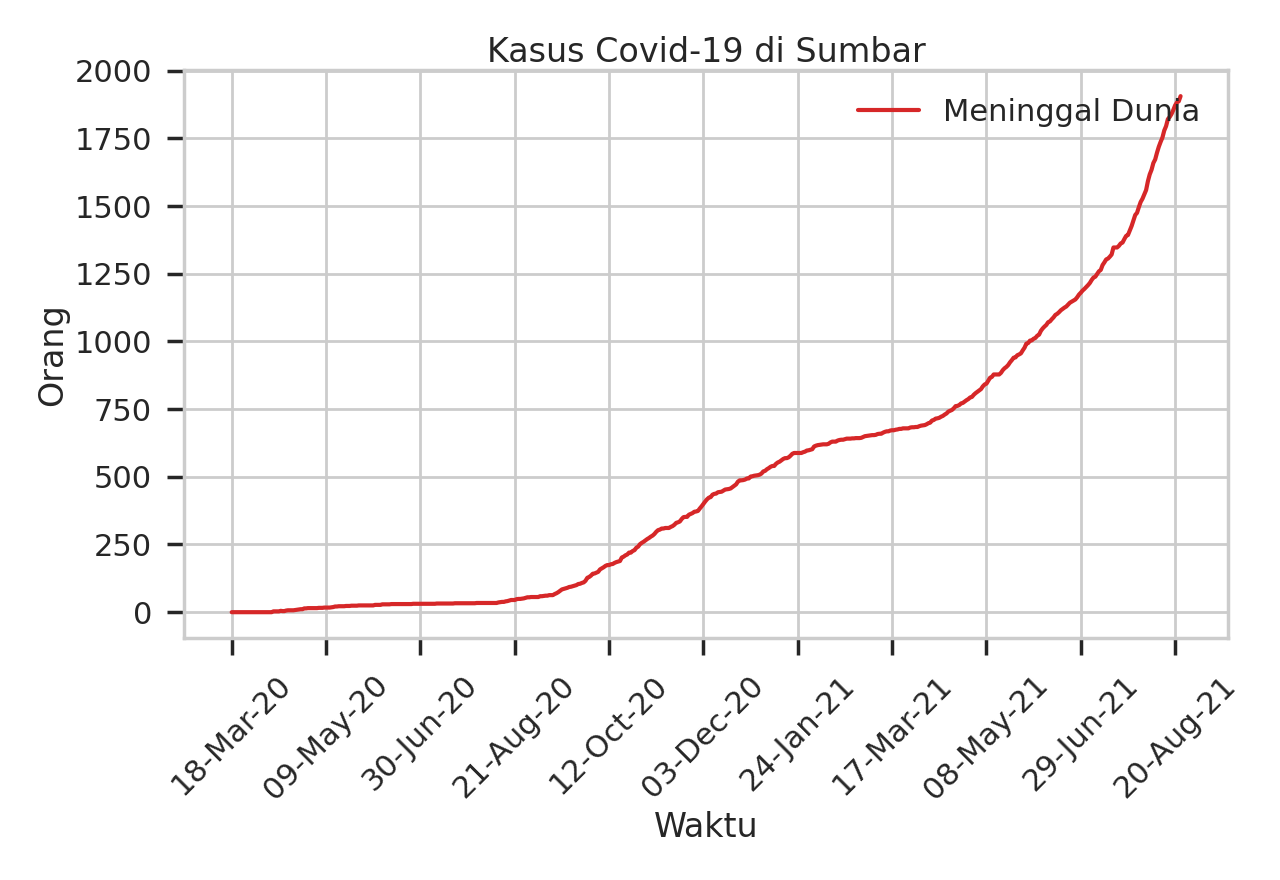 Kasus Covid-19 di Sumbar
Meninggal Dunia
2000
1750
1500
1250
1000
750
500
250
0
Orang
18-Mar-20
09-May-20
30-Jun-20
21-Aug-20
12-Oct-20
03-Dec-20
24-Jan-21
17-Mar-21
08-May-21
29-Jun-21
20-Aug-21
Waktu